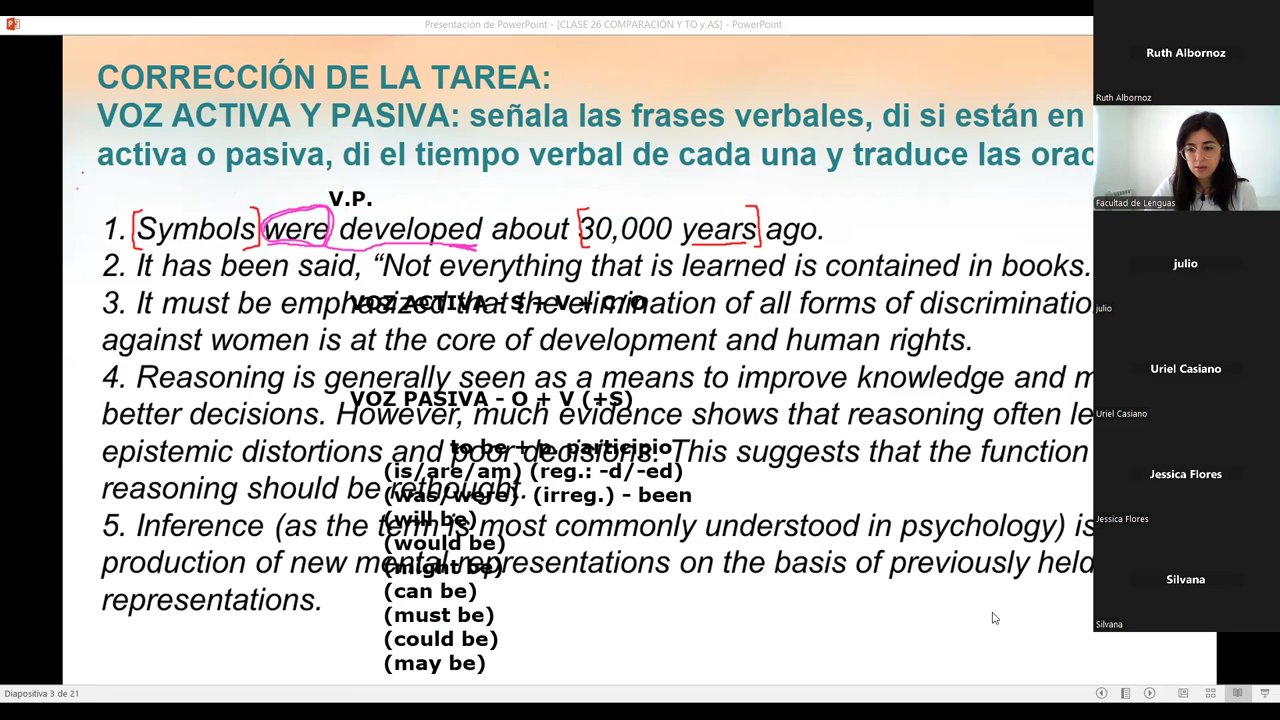 Presentación de PowerPoint - [CLASE 26 COMPARACIÓN Y TO y AS] - PowerPoint
CORRECCIÓN DE LA TAREA:
VOZ ACTIVA Y PASIVA: señala las frases verbales, di si están en
activa o pasiva, di el tiempo verbal de cada una y traduce las orac
V.P.
1. Symbols were developed about 30,000 years ago.
2. It has been said, “Not everything that is learned is contained in books.
3. It must be emphasized that the elimination of all forms of discriminatio
VOZ ACTIVA - S + V + C/O
against women is at the core of development and human rights.
4. Reasoning is generally seen as a means to improve knowledge and m
VOZ PASIVA - O + V (+S)
better decisions. However, much evidence shows that reasoning often le
epistemic distortions and poor decisions. This suggests that the function
to be + p. participio
(is/are/am) (reg.: -d/ -ed)
reasoning should be rethought.
(was/were) (irreg.) - been
5. Inference (as the term is most commonly understood in psychology) is
(will be)
(would be)
production of new mental representations on the basis of previously held
(might be)
(can be)
representations.
(must be)
(could be)
(may be)
Diapositiva 3 de 21
Ruth Albornoz
Ruth Albornoz
Facultad de Lenguas
julio
julio
Uriel Casiano
Uriel Casiano
Jessica Flores
Jessica Flores
Silvana
Silvana